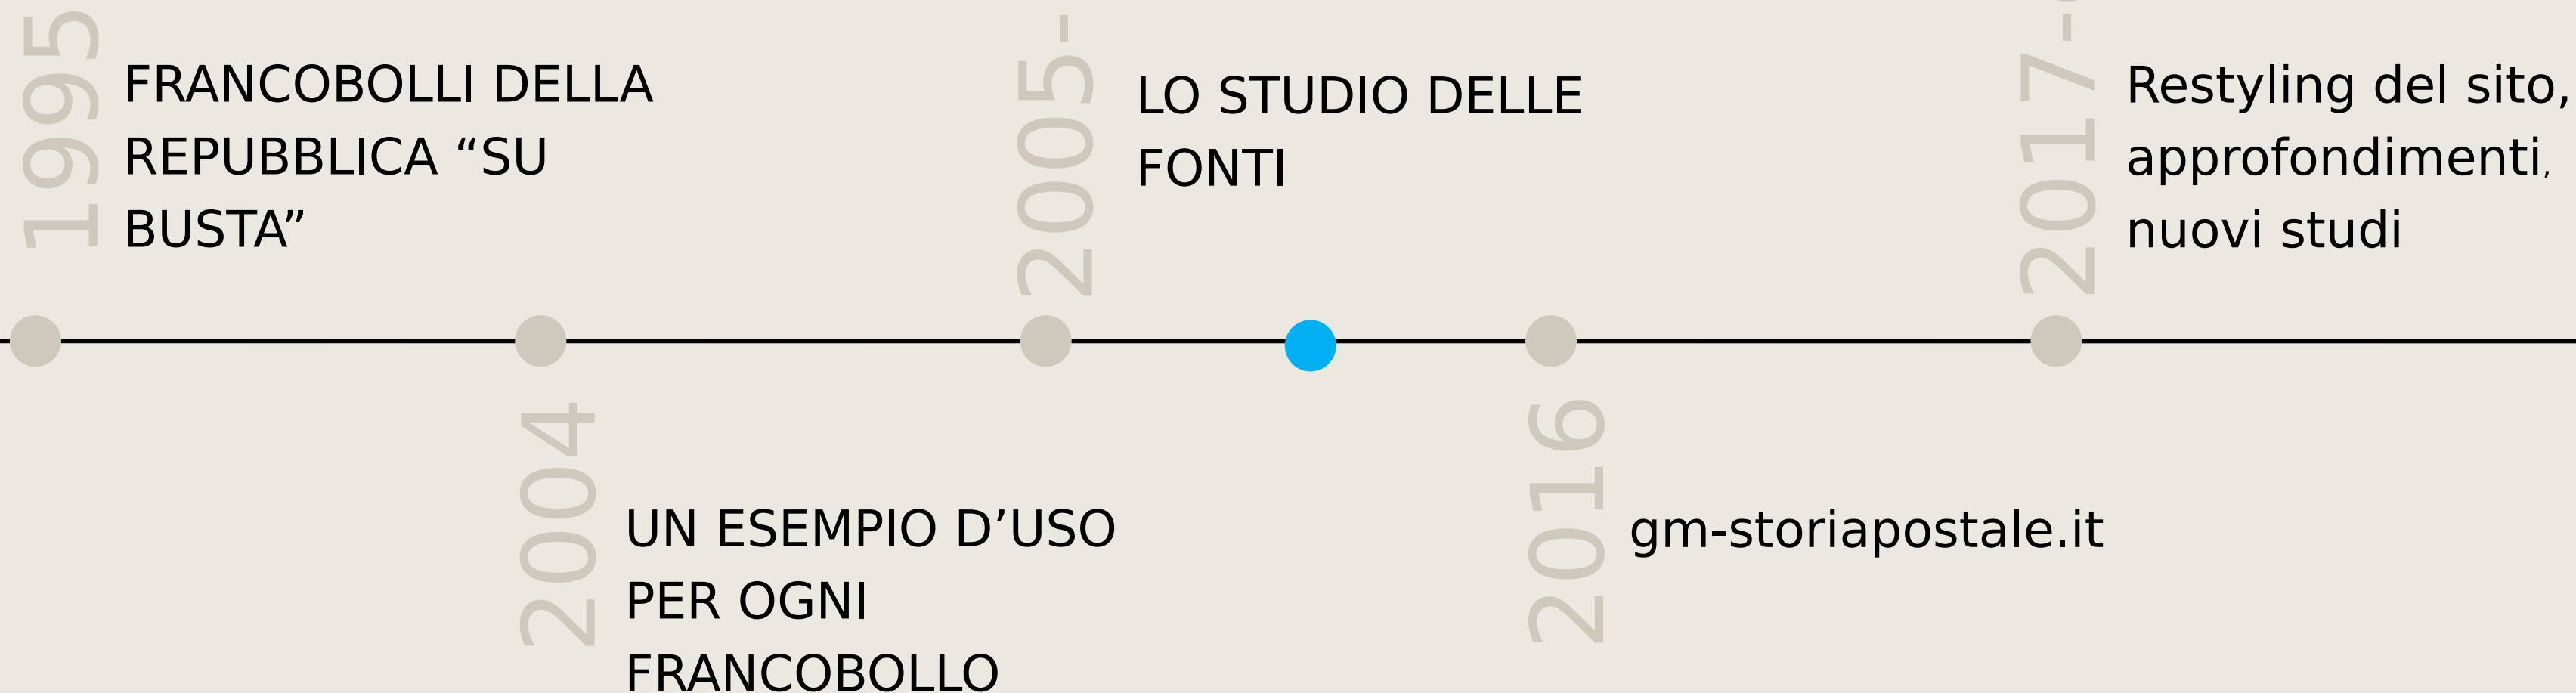 1995
FRANCOBOLLI DELLA
REPUBBLICA “SU
BUSTA”
2004
UN ESEMPIO D’USO
PER OGNI
FRANCOBOLLO
2005-
LO STUDIO DELLE
FONTI
2016
gm-storiapostale.it
2017-
Restyling del sito,
approfondimenti,
nuovi studi